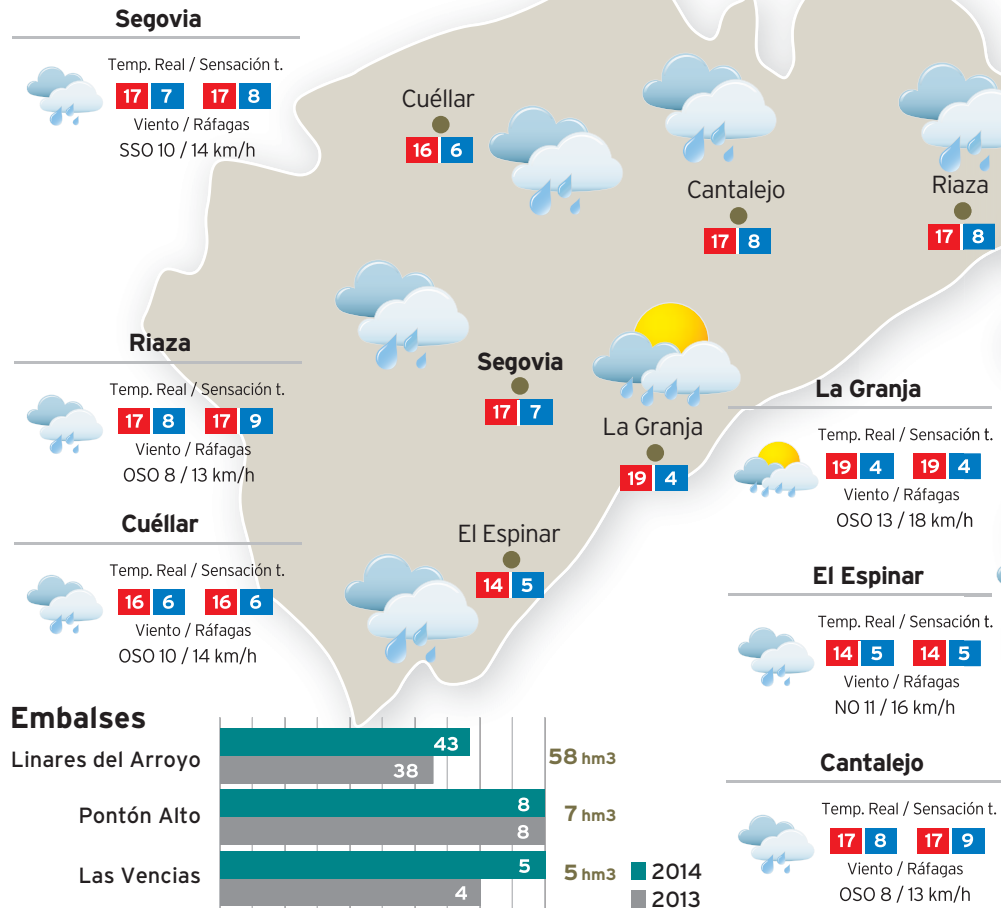 Segovia
Temp. Real / Sensación t.
17 7 17 8
Viento / Ráfagas
SSO 10 / 14 km/h
Cuéllar
16 6
Cantalejo
17 8
Riaza
17 8
Segovia
17 7
La Granja
19 4
El Espinar
14 5
Riaza
Temp. Real / Sensación t.
17 8 17 9
Viento / Ráfagas
OSO 8 / 13 km/h
Cuéllar
Temp. Real / Sensación t.
16 6 16 6
Viento / Ráfagas
OSO 10 / 14 km/h
La Granja
Temp. Real / Sensación t.
19 4 19 4
Viento / Ráfagas
OSO 13 / 18 km/h
El Espinar
Temp. Real / Sensación t.
14 5 14 5
Viento / Ráfagas
NO 11 / 16 km/h
Cantalejo
Temp. Real / Sensación t.
17 8 17 9
Viento / Ráfagas
OSO 8 / 13 km/h
Embalses
Linares del Arroyo
43
38
58 hm3
Pontón Alto
8
8
7 hm3
Las Vencias
5
4
5 hm3
2014
2013